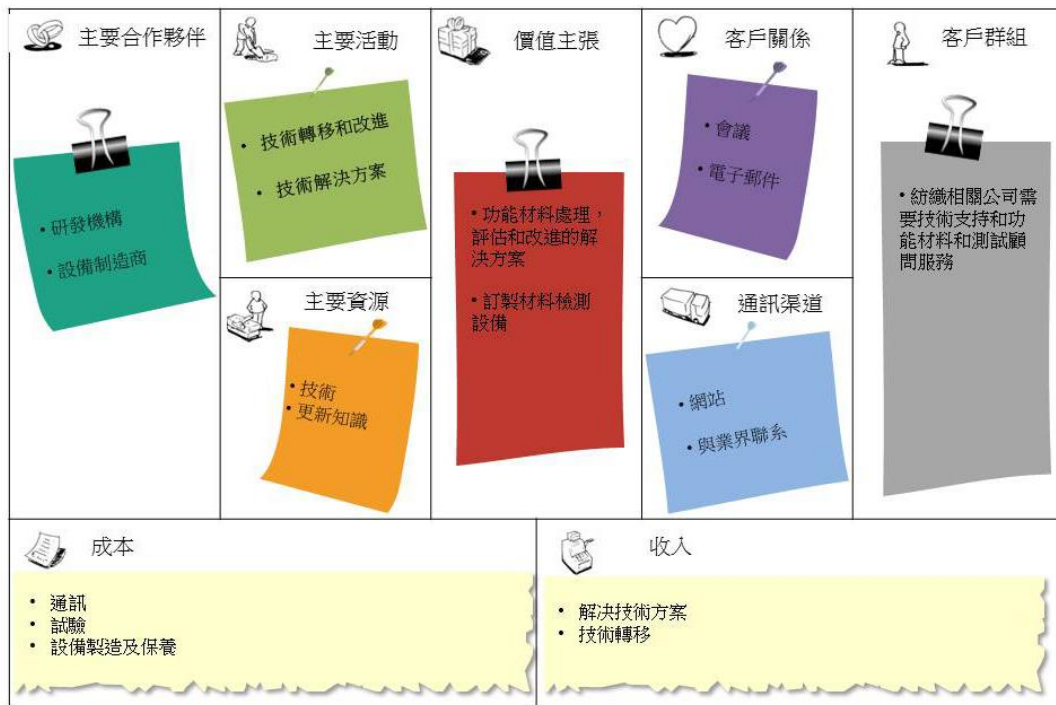 主要合作夥伴
• 研發機構
• 設備制造商
主要活動
• 技術轉移和改進
• 技術解決方案
主要資源
• 技術
• 更新知識
價值主張
• 功能材料處理，
評估和改進的解
決方案
• 訂製材料檢測
設備
客戶關係
• 會議
• 電子郵件
通訊渠道
• 網站
• 與業界聯系
客戶群組
• 紡織相關公司需
要技術支持和功
能材料和測試顧
問服務
成本
• 通訊
• 試驗
• 設備製造及保養
收入
• 解決技術方案
• 技術轉移